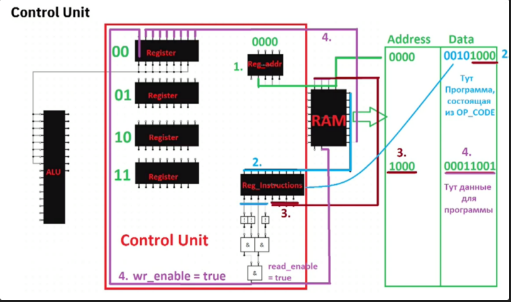 Control Unit
00
Register
0000
Reg_addr
1.
4.
Address
Data
0000
00101000
2.
01
Register
RAM
Тут
Программа,
состоящая
из OP_CODE
10
Register
ALU
11
Register
2.
Reg_Instructions
3.
3.
1000
4.
00011001
Тут данные
для
программы
Control Unit
&
&
&
read_enable
= true
4. wr_enable = true